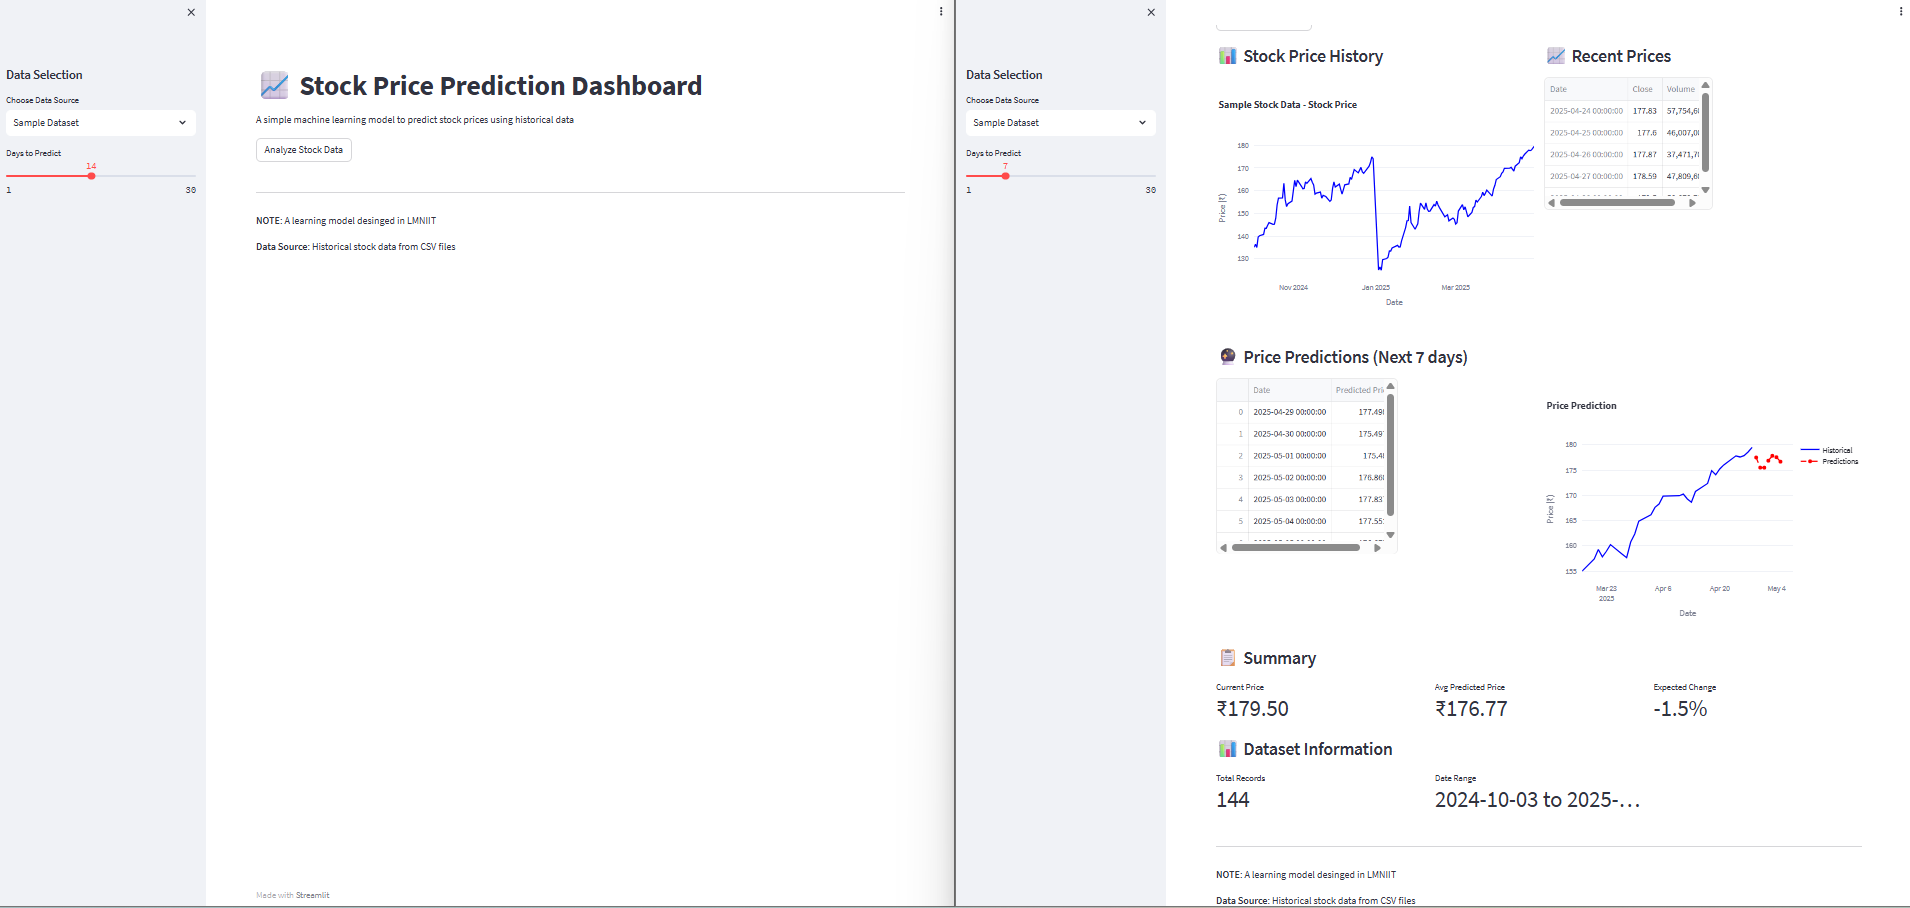 Data Selection
Choose Data Source
Sample Dataset
Days to Predict
14
1 30
Stock Price Prediction Dashboard
A simple machine learning model to predict stock prices using historical data
Analyze Stock Data
NOTE: A learning model desinged in LMNIIT
Data Source: Historical stock data from CSV files
Made with Streamlit
Data Selection
Choose Data Source
Sample Dataset
Days to Predict
7
1 30
Stock Price History
Sample Stock Data - Stock Price
180
170
160
150
140
130
Price (₹)
Nov 2024 Jan 2025 Mar 2025
Date
Recent Prices
Date Close Volume
2025-04-24 00:00:00 177.83 57,754,6
2025-04-25 00:00:00 177.6 46,007,0
2025-04-26 00:00:00 177.87 37,471,7
2025-04-27 00:00:00 178.59 47,809,6
Price Predictions (Next 7 days)
Date Predicted Pri
0 2025-04-29 00:00:00 177.49
1 2025-04-30 00:00:00 175.49
2 2025-05-01 00:00:00 175.4
3 2025-05-02 00:00:00 176.86
4 2025-05-03 00:00:00 177.83
5 2025-05-04 00:00:00 177.55
Price Prediction
180
175
170
165
160
155
Price (₹)
Mar 23 Apr 6 Apr 20 May 4
2025
Date
Historical
Predictions
Summary
Current Price Avg Predicted Price Expected Change
₹179.50 ₹176.77 -1.5%
Dataset Information
Total Records Date Range
144 2024-10-03 to 2025-...
NOTE: A learning model desinged in LMNIIT
Data Source: Historical stock data from CSV files